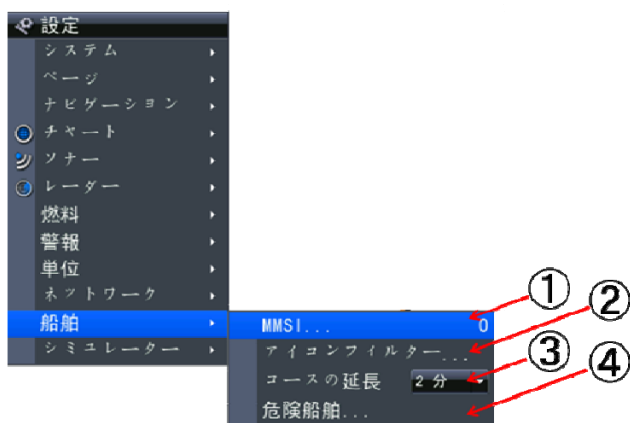 設定
システム
ページ
ナビゲーション
チャート
ソナー
レーダー
燃料
警報
単位
ネットワーク
船舶
シミュレーター
MMSI... 0
アイコンフィルター...
コースの延長 2 分
危険船舶...
①
②
③
④